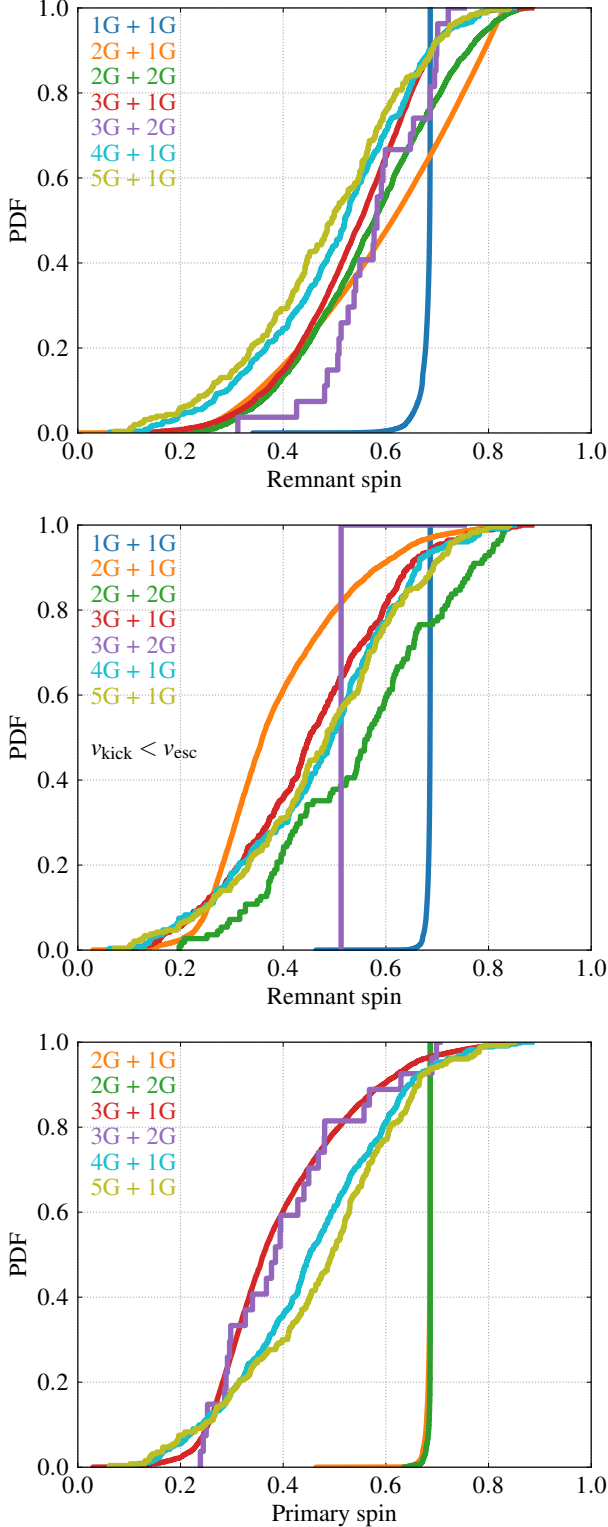 1.0
0.8
0.6
0.4
0.2
0.0
PDF
1G + 1G
2G + 1G
2G + 2G
3G + 1G
3G + 2G
4G + 1G
5G + 1G
0.0 0.2 0.4 0.6 0.8 1.0
Remnant spin
1.0
0.8
0.6
0.4
0.2
0.0
PDF
1G + 1G
2G + 1G
2G + 2G
3G + 1G
3G + 2G
4G + 1G
5G + 1G
v_kick < v_esc
0.0 0.2 0.4 0.6 0.8 1.0
Remnant spin
1.0
0.8
0.6
0.4
0.2
0.0
PDF
2G + 1G
2G + 2G
3G + 1G
3G + 2G
4G + 1G
5G + 1G
0.0 0.2 0.4 0.6 0.8 1.0
Primary spin